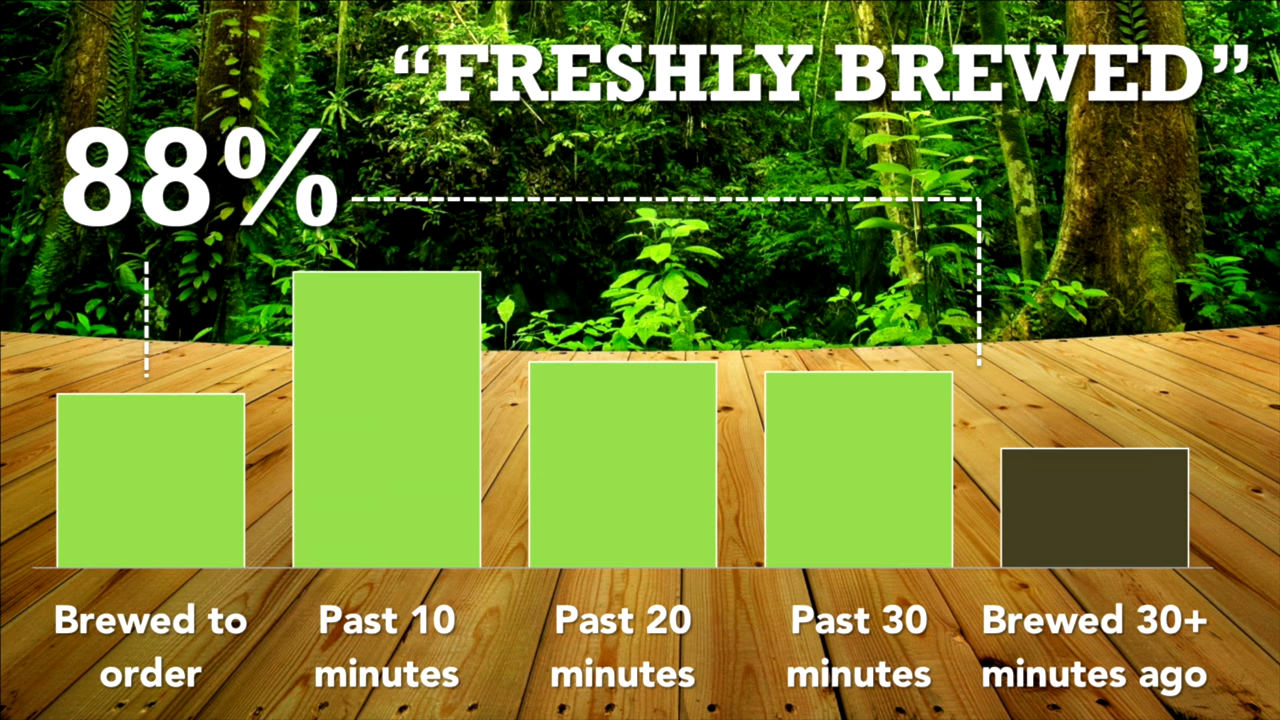 “FRESHLY BREWED”
88%
Brewed to
order
Past 10
minutes
Past 20
minutes
Past 30
minutes
Brewed 30+
minutes ago